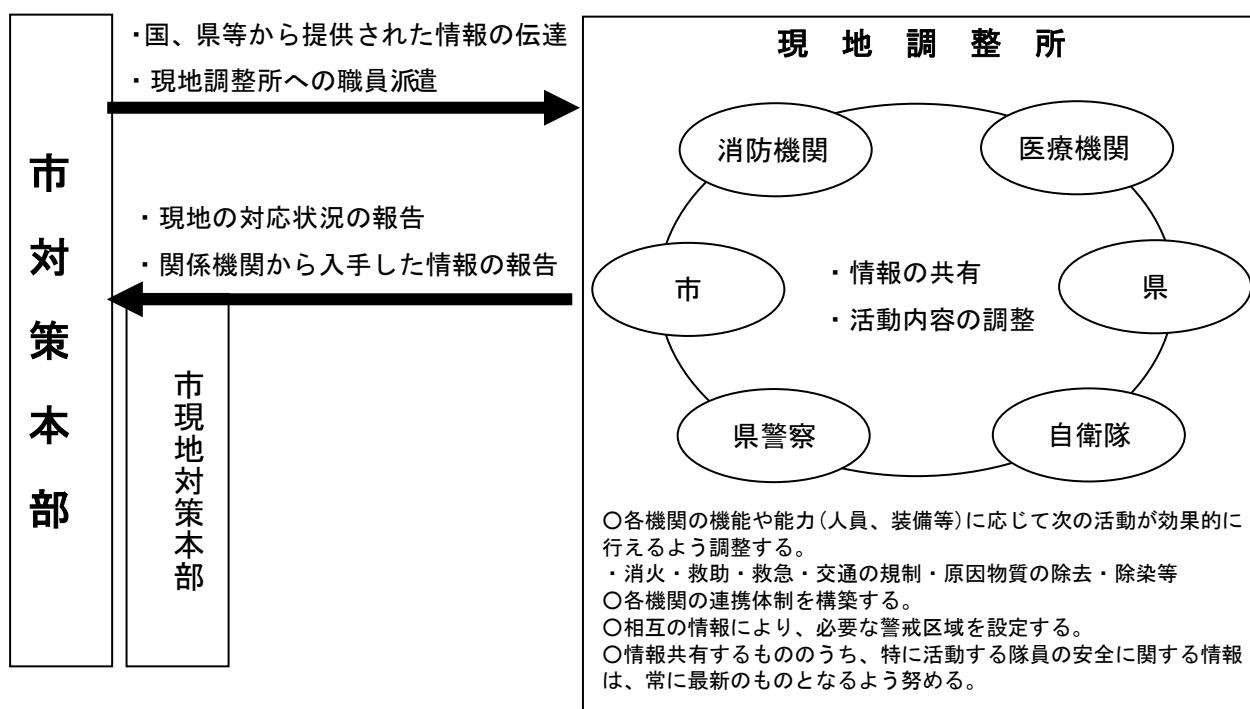 市対策本部
・国、県等から提供された情報の伝達
・現地調整所への職員派遣
・現地の対応状況の報告
・関係機関から入手した情報の報告
市現地対策本部
現地調整所
消防機関
医療機関
市
・情報の共有
・活動内容の調整
県
県警察
自衛隊
〇各機関の機能や能力(人員、装備等)に応じて次の活動が効果的に
行えるよう調整する。
・消火・救助・救急・交通の規制・原因物質の除去・除染等
〇各機関の連携体制を構築する。
〇相互の情報により、必要な警戒区域を設定する。
〇情報共有するもののうち、特に活動する隊員の安全に関する情報
は、常に最新のものとなるよう努める。